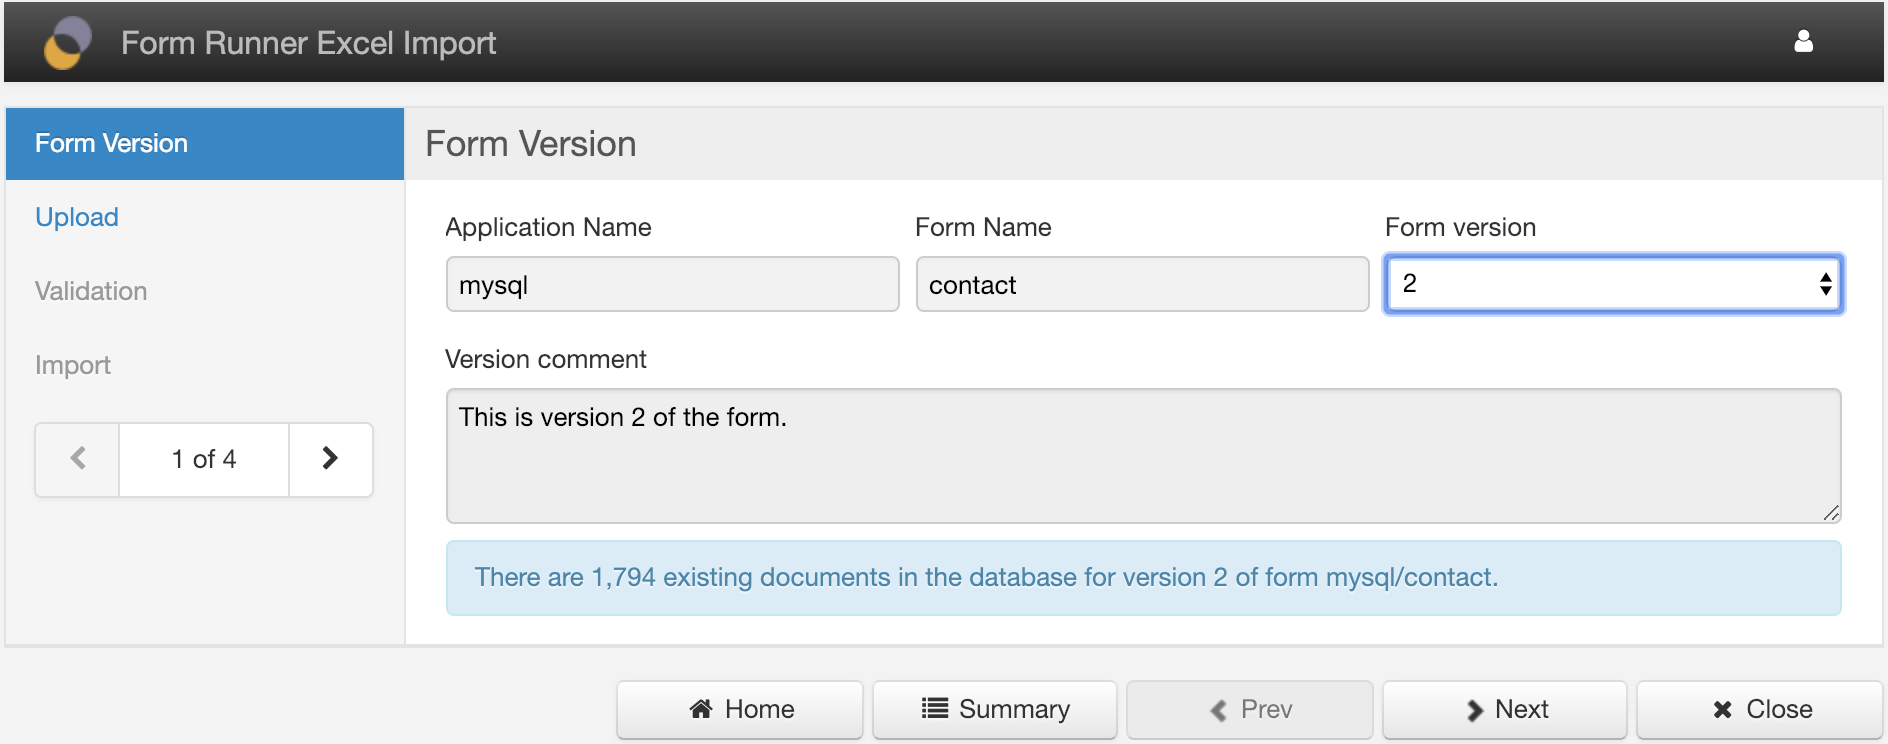 Form Runner Excel Import
Form Version
Upload
Validation
Import
1 of 4
Form Version
Application Name
mysql
Form Name
contact
Form version
2
Version comment
This is version 2 of the form.
There are 1,794 existing documents in the database for version 2 of form mysql/contact.
Home
Summary
Prev
Next
Close